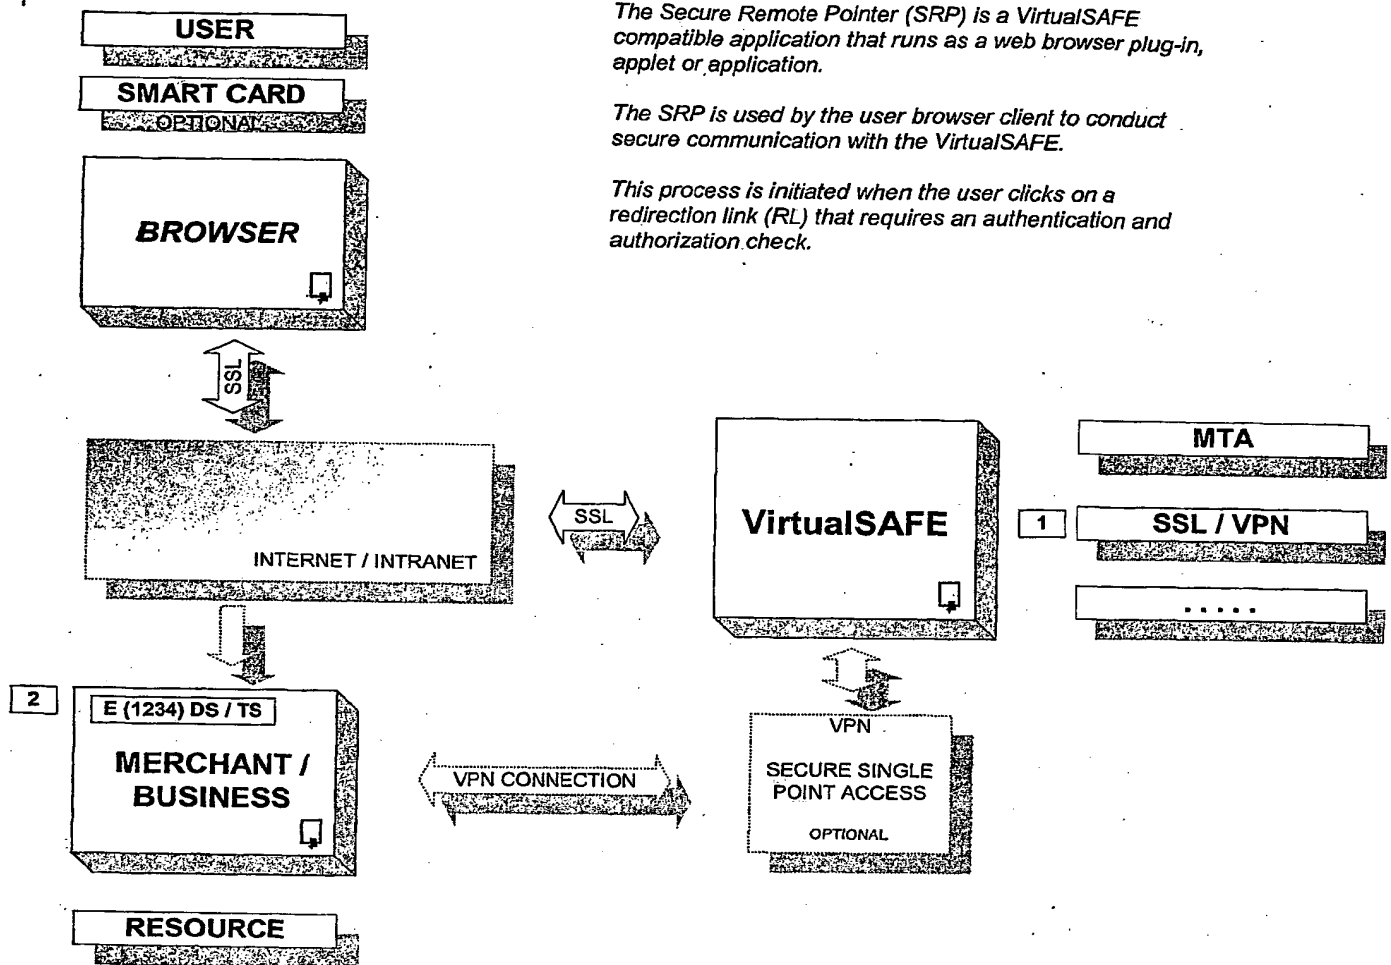 The Secure Remote Pointer (SRP) is a VirtualSAFE
compatible application that runs as a web browser plug-in,
applet or application.
The SRP is used by the user browser client to conduct
secure communication with the VirtualSAFE.
This process is initiated when the user clicks on a
redirection link (RL) that requires an authentication and
authorization check.
USER
SMART CARD
OPTIONAL
BROWSER
SSL
INTERNET / INTRANET
SSL
VirtualSAFE
1
MTA
SSL / VPN
.....
2
E (1234) DS / TS
MERCHANT /
BUSINESS
VPN CONNECTION
VPN
SECURE SINGLE
POINT ACCESS
OPTIONAL
RESOURCE